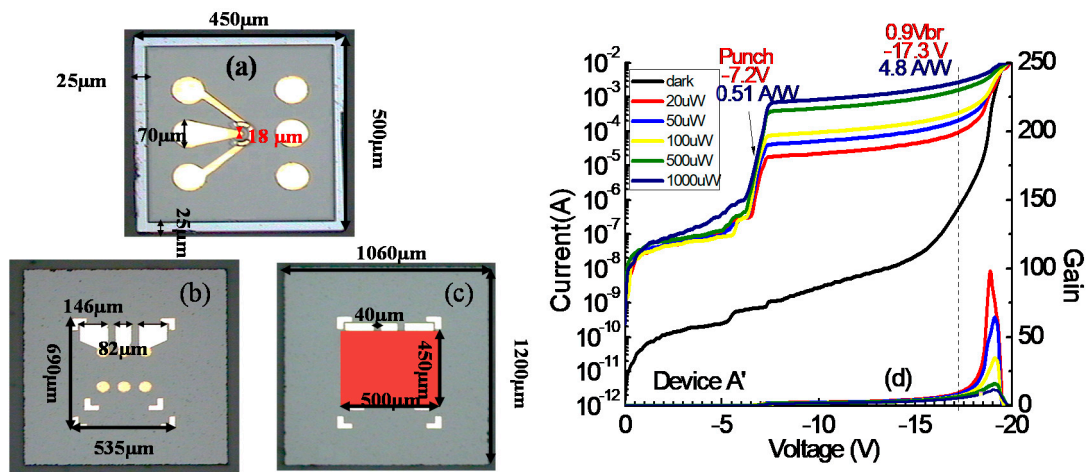 450μm
(a)
25μm
70μm
18 μm
500μm
25μm
(b)
146μm
82μm
669μm
535μm
1060μm
(c)
40μm
450μm
500μm
1200μm
Punch
-7.2V
0.51 A/W
0.9Vbr
-17.3 V
4.8 A/W
dark
20uW
50uW
100uW
500uW
1000uW
10⁻²
10⁻³
10⁻⁴
10⁻⁵
10⁻⁶
10⁻⁷
10⁻⁸
10⁻⁹
10⁻¹⁰
10⁻¹¹
10⁻¹²
Current(A)
250
200
150
100
50
0
Gain
Device A'
(d)
0 -5 -10 -15 -20
Voltage (V)